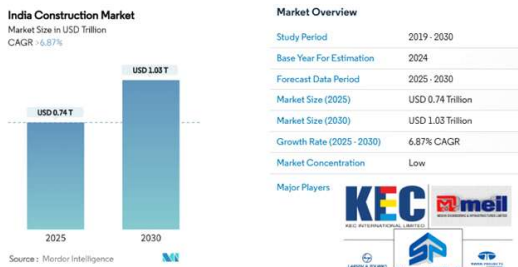 India Construction Market
Market Size in USD Trillion
CAGR >6.87%
USD 0.74 T
USD 1.03 T
2025
2030
Source : Mordor Intelligence
Market Overview
Study Period 2019 - 2030
Base Year For Estimation 2024
Forecast Data Period 2025 - 2030
Market Size (2025) USD 0.74 Trillion
Market Size (2030) USD 1.03 Trillion
Growth Rate (2025 - 2030) 6.87% CAGR
Market Concentration Low
Major Players
KEC
KEC INTERNATIONAL LIMITED
meil
SP